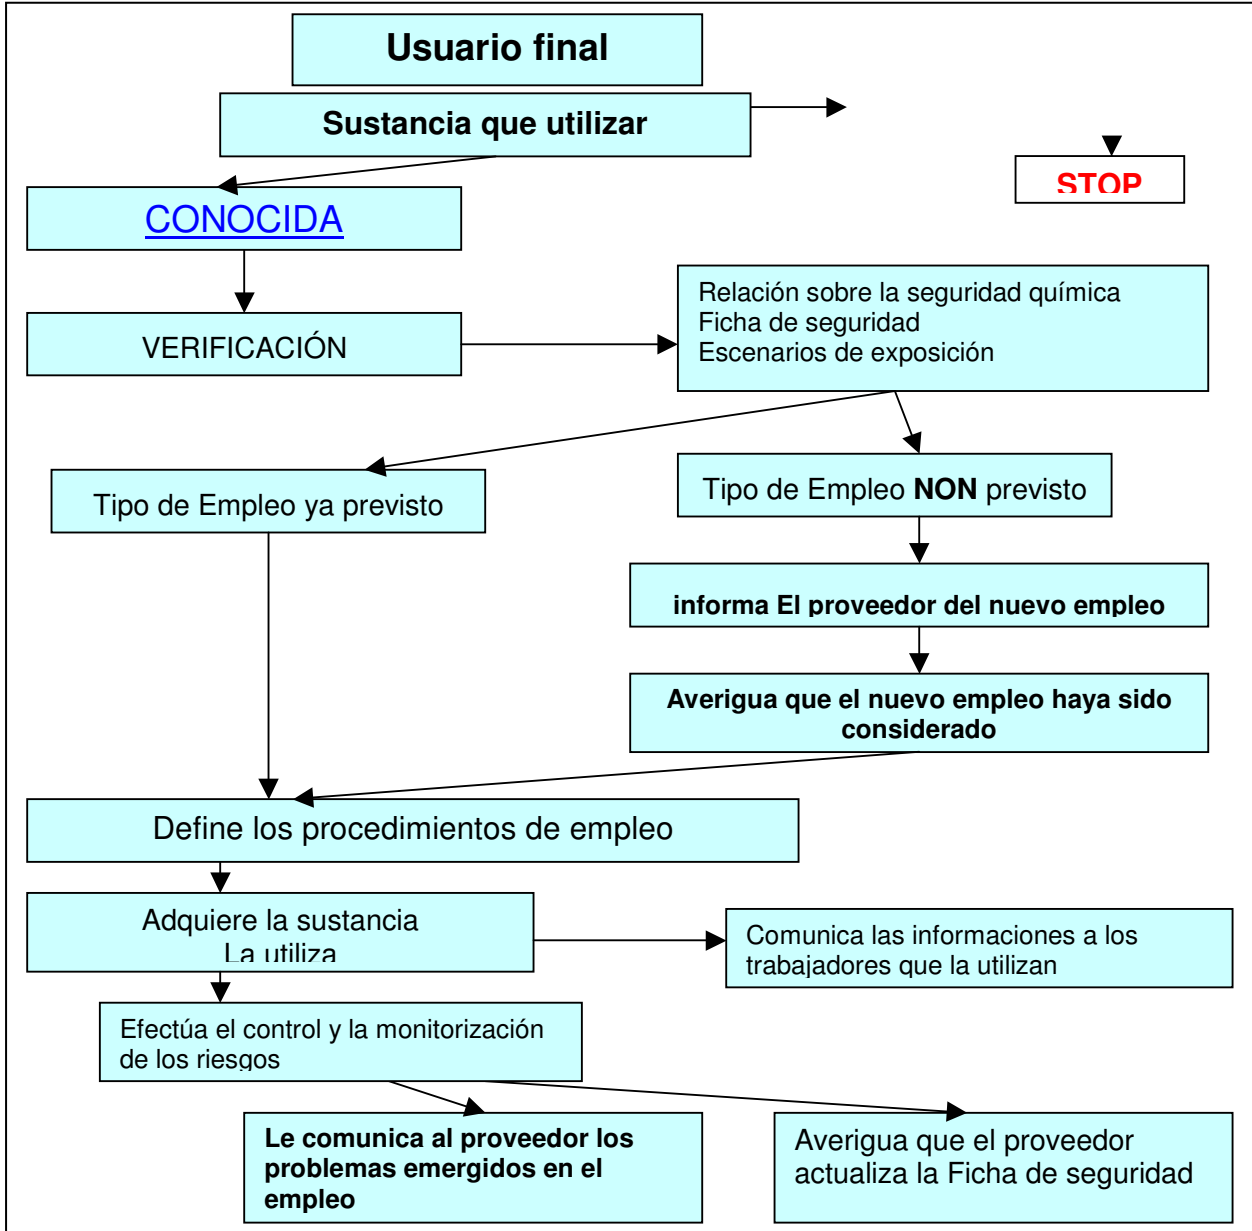 Usuario final
Sustancia que utilizar
STOP
CONOCIDA
VERIFICACIÓN
Relación sobre la seguridad química
Ficha de seguridad
Escenarios de exposición
Tipo de Empleo ya previsto
Tipo de Empleo NON previsto
informa El proveedor del nuevo empleo
Averigua que el nuevo empleo haya sido
considerado
Define los procedimientos de empleo
Adquiere la sustancia
La utiliza
Comunica las informaciones a los
trabajadores que la utilizan
Efectúa el control y la monitorización
de los riesgos
Le comunica al proveedor los
problemas emergidos en el
empleo
Averigua que el proveedor
actualiza la Ficha de seguridad